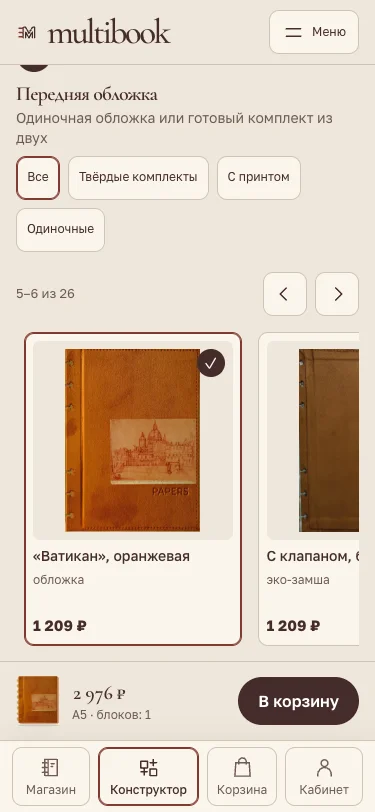 multibook
Меню
Передняя обложка
Одиночная обложка или готовый комплект из
двух
Все
Твёрдые комплекты
С принтом
Одиночные
5–6 из 26
PAPERS
«Ватикан», оранжевая
обложка
1 209 ₽
С клапаном,
эко-замша
1 209 ₽
2 976 ₽
А5 · блоков: 1
В корзину
Магазин
Конструктор
Корзина
Кабинет